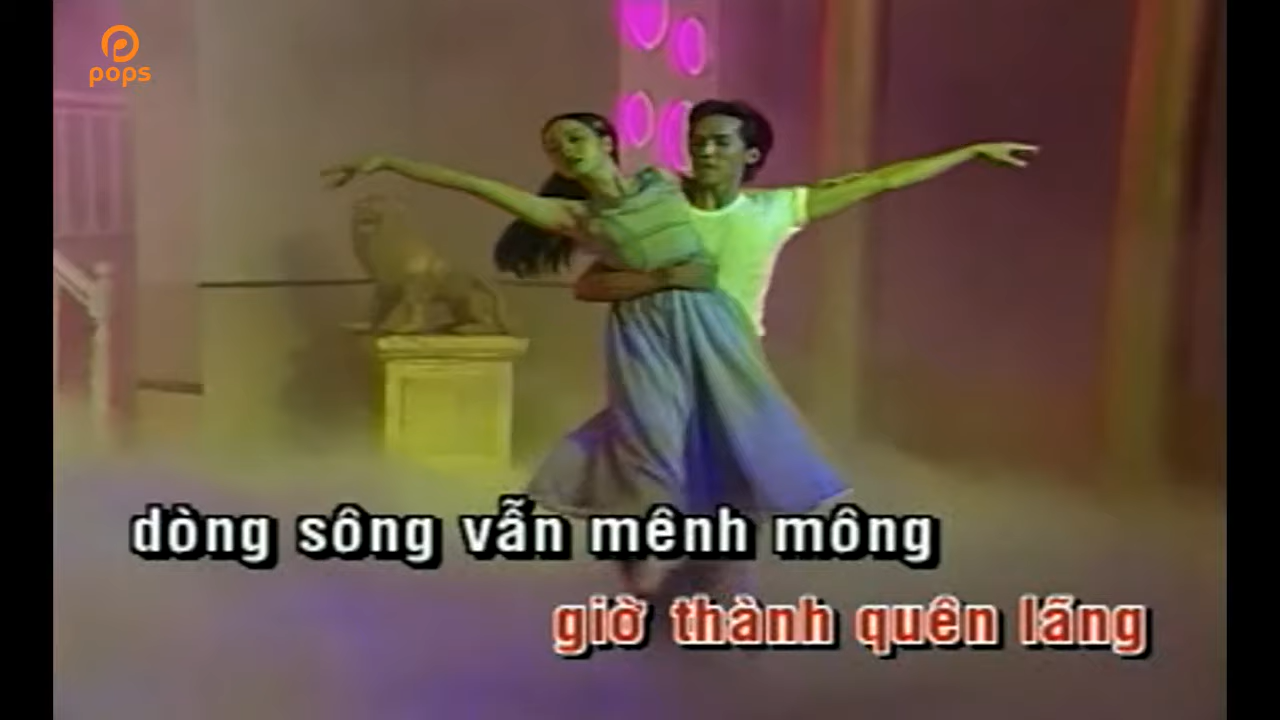 pops
dòng sông vẫn mênh mông
giờ thành quên lãng